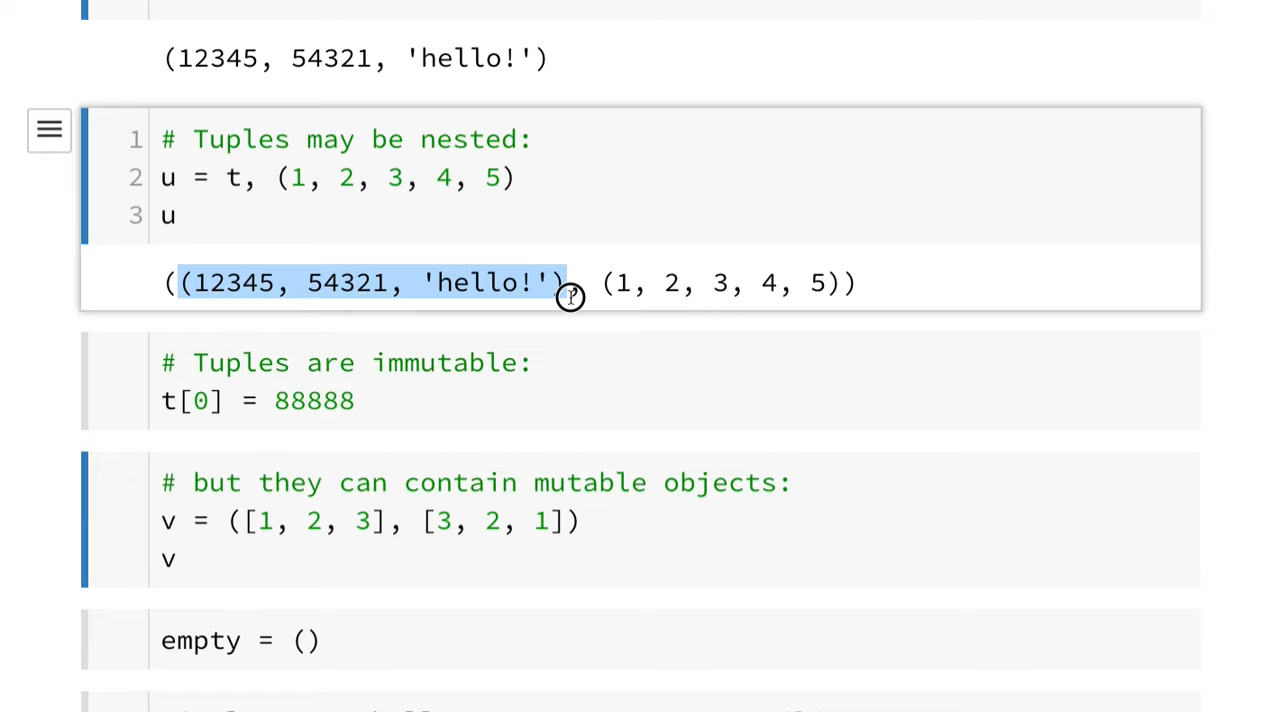 (12345, 54321, 'hello!')
1 # Tuples may be nested:
2 u = t, (1, 2, 3, 4, 5)
3 u
((12345, 54321, 'hello!'), (1, 2, 3, 4, 5))
# Tuples are immutable:
t[0] = 88888
# but they can contain mutable objects:
v = ([1, 2, 3], [3, 2, 1])
v
empty = ()